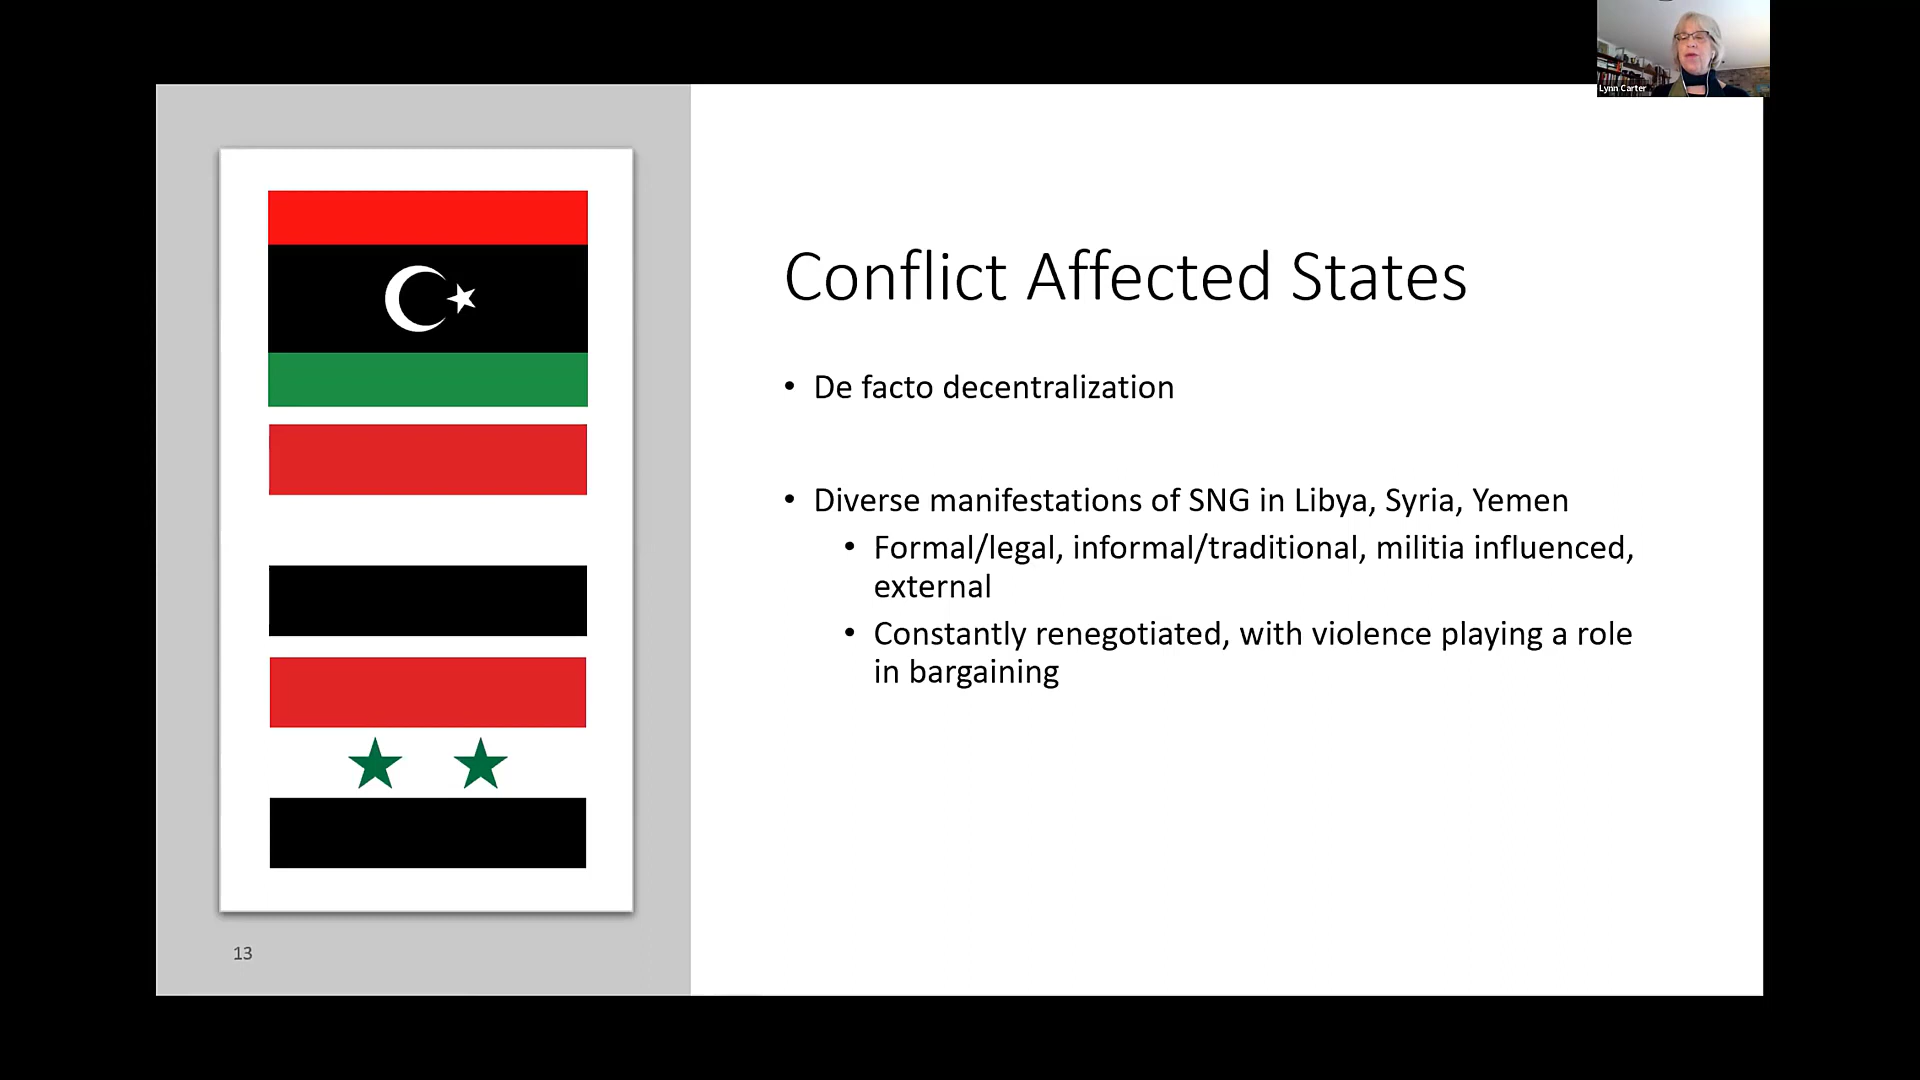 Lynn Carter
Conflict Affected States
• De facto decentralization
• Diverse manifestations of SNG in Libya, Syria, Yemen
• Formal/legal, informal/traditional, militia influenced,
external
• Constantly renegotiated, with violence playing a role
in bargaining
13